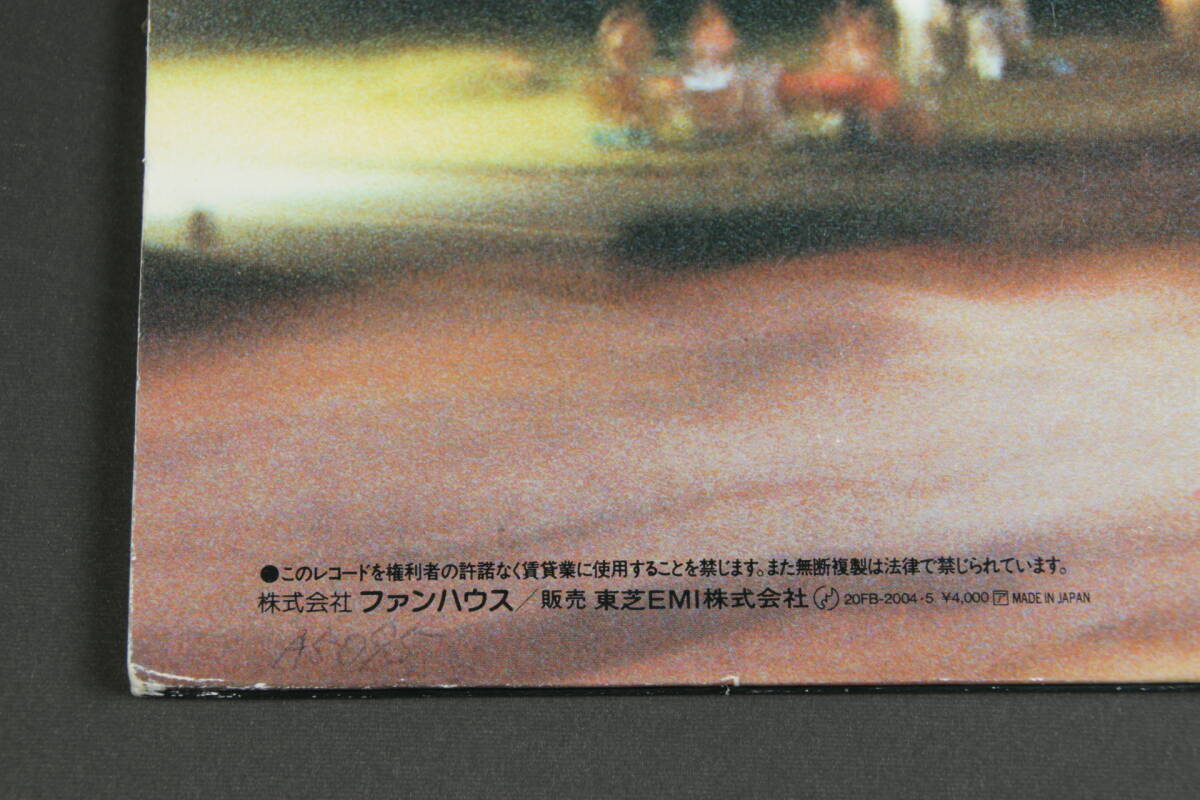 ●このレコードを権利者の許諾なく賃貸業に使用することを禁じます。また無断複製は法律で禁じられています。
株式会社 ファンハウス／販売 東芝EMI株式会社 20FB-2004・5 ¥4,000 ア MADE IN JAPAN